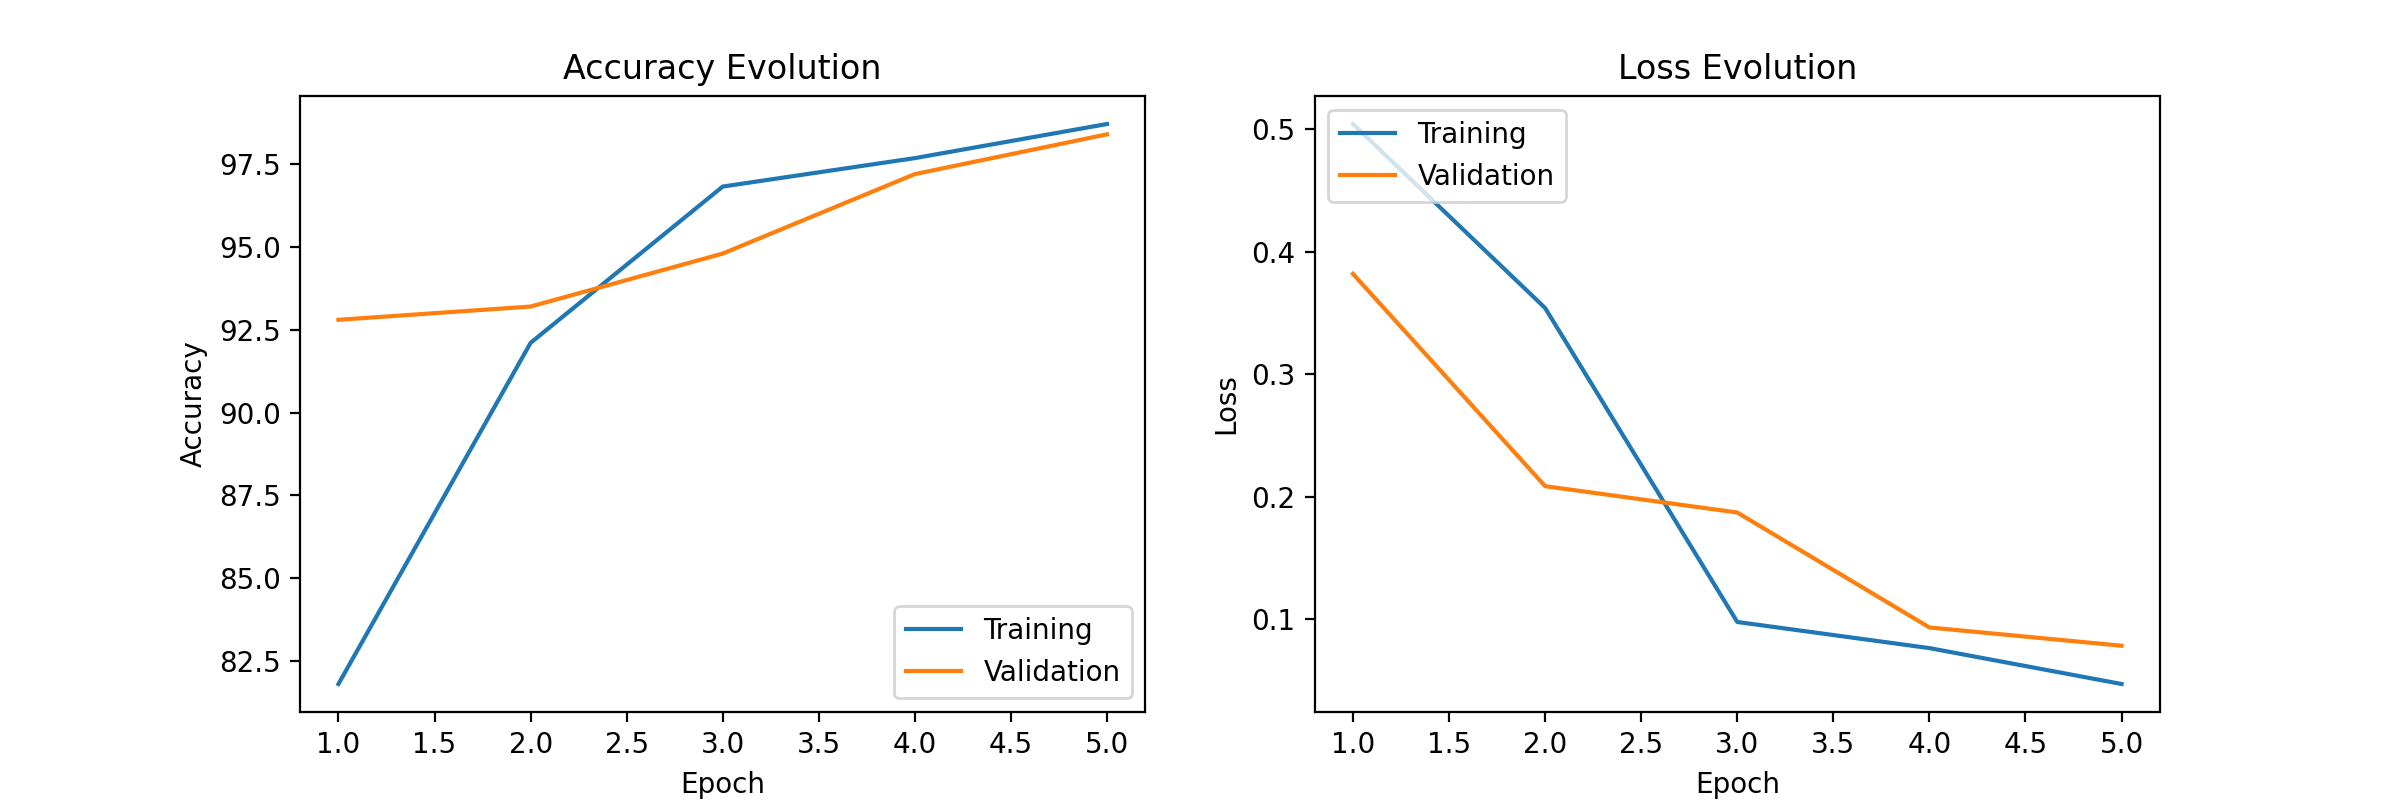 Accuracy Evolution
Accuracy
97.5
95.0
92.5
90.0
87.5
85.0
82.5
Training
Validation
1.0 1.5 2.0 2.5 3.0 3.5 4.0 4.5 5.0
Epoch
Loss Evolution
Loss
0.5
0.4
0.3
0.2
0.1
Training
Validation
1.0 1.5 2.0 2.5 3.0 3.5 4.0 4.5 5.0
Epoch